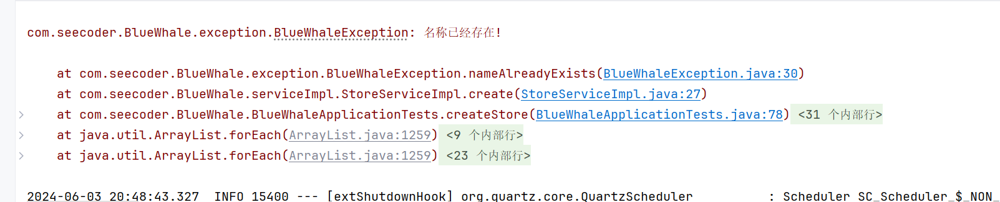 com.seecoder.BlueWhale.exception.BlueWhaleException: 名称已经存在!
at com.seecoder.BlueWhale.exception.BlueWhaleException.nameAlreadyExists(BlueWhaleException.java:30)
at com.seecoder.BlueWhale.serviceImpl.StoreServiceImpl.create(StoreServiceImpl.java:27)
at com.seecoder.BlueWhale.BlueWhaleApplicationTests.createStore(BlueWhaleApplicationTests.java:78) <31 个内部行>
at java.util.ArrayList.forEach(ArrayList.java:1259) <9 个内部行>
at java.util.ArrayList.forEach(ArrayList.java:1259) <23 个内部行>
2024-06-03 20:48:43.327  INFO 15400 --- [extShutdownHook] org.quartz.core.QuartzScheduler          : Scheduler SC_Scheduler_$_NON_